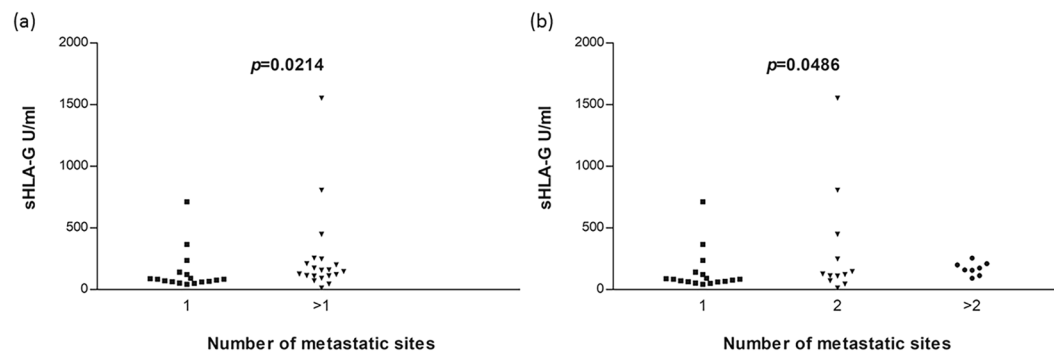 (a)
2000
1500
1000
500
0
sHLA-G U/ml
p=0.0214
1
>1
Number of metastatic sites
(b)
2000
1500
1000
500
0
sHLA-G U/ml
p=0.0486
1
2
>2
Number of metastatic sites